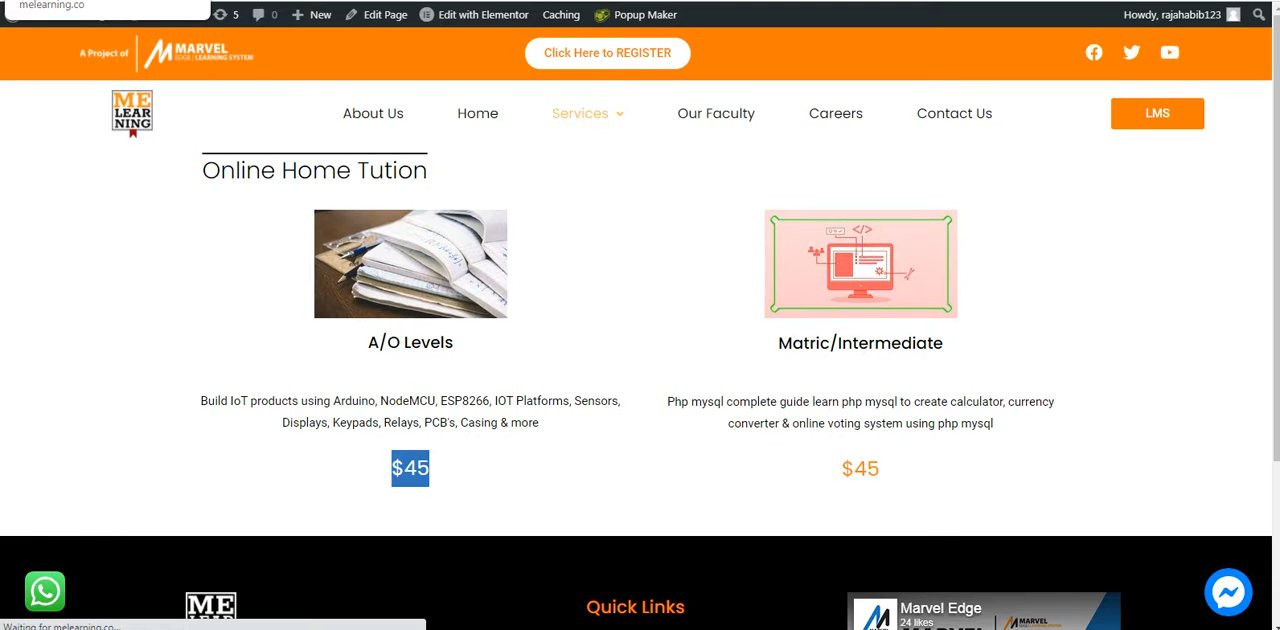 melearning.co
5
0
New
Edit Page
Edit with Elementor
Caching
Popup Maker
Howdy, rajahabib123
A Project of
MARVEL
EDGE LEARNING SYSTEM
Click Here to REGISTER
ME
LEAR
NING
About Us
Home
Services
Our Faculty
Careers
Contact Us
LMS
Online Home Tution
A/O Levels
Matric/Intermediate
Build IoT products using Arduino, NodeMCU, ESP8266, IOT Platforms, Sensors,
Displays, Keypads, Relays, PCB's, Casing & more
Php mysql complete guide learn php mysql to create calculator, currency
converter & online voting system using php mysql
$45
$45
ME
LEAR
Quick Links
Marvel Edge
24 likes
MARVEL
Waiting for melearning.co...